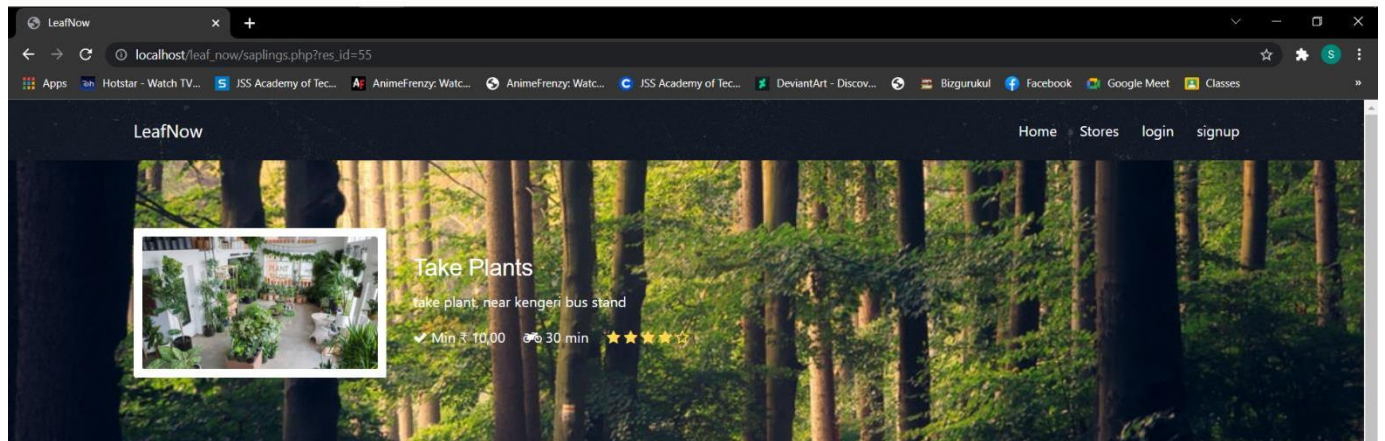 LeafNow
localhost/leaf_now/saplings.php?res_id=55
Apps Hotstar - Watch TV... JSS Academy of Tec... AnimeFrenzy: Watc... AnimeFrenzy: Watc... JSS Academy of Tec... DeviantArt - Discov... Bizgurukul Facebook Google Meet Classes »
LeafNow Home Stores login signup
Take Plants
take plant, near kengeri bus stand
Min ₹ 10,00 30 min
PLANT